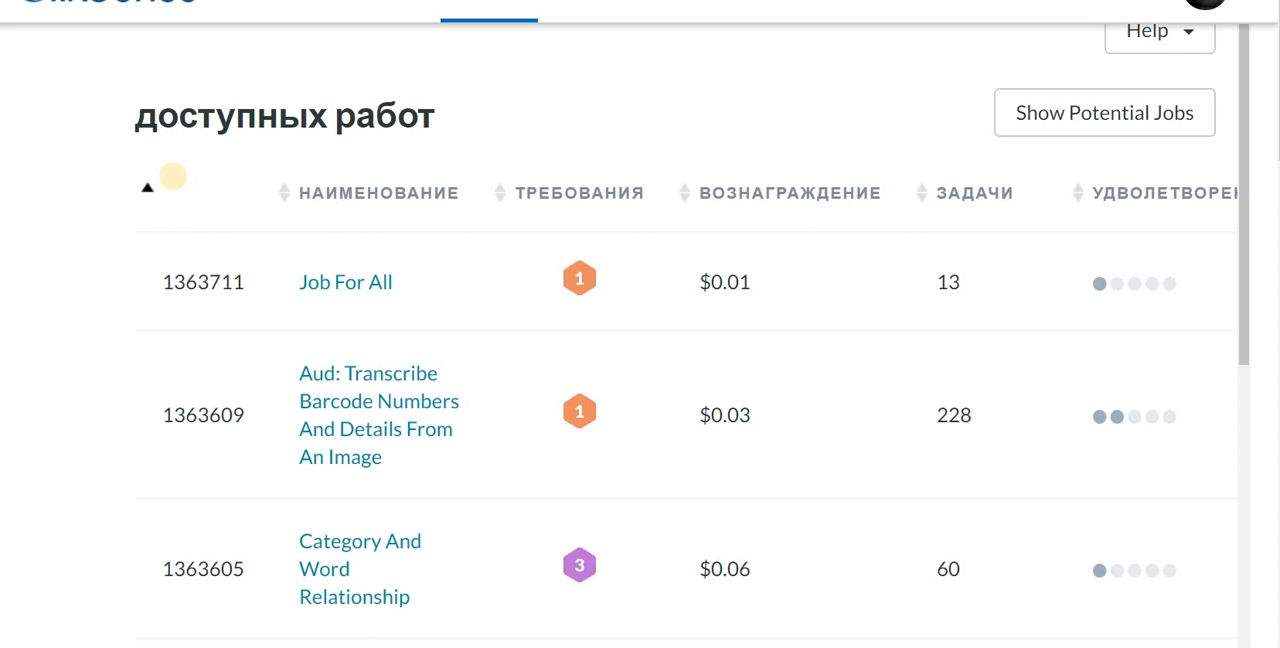 Help
доступных работ
Show Potential Jobs
НАИМЕНОВАНИЕ ТРЕБОВАНИЯ ВОЗНАГРАЖДЕНИЕ ЗАДАЧИ
1363711 Job For All 1 $0.01 13
Aud: Transcribe
Barcode Numbers
1363609 1 $0.03 228
And Details From
An Image
Category And
1363605 Word 3 $0.06 60
Relationship